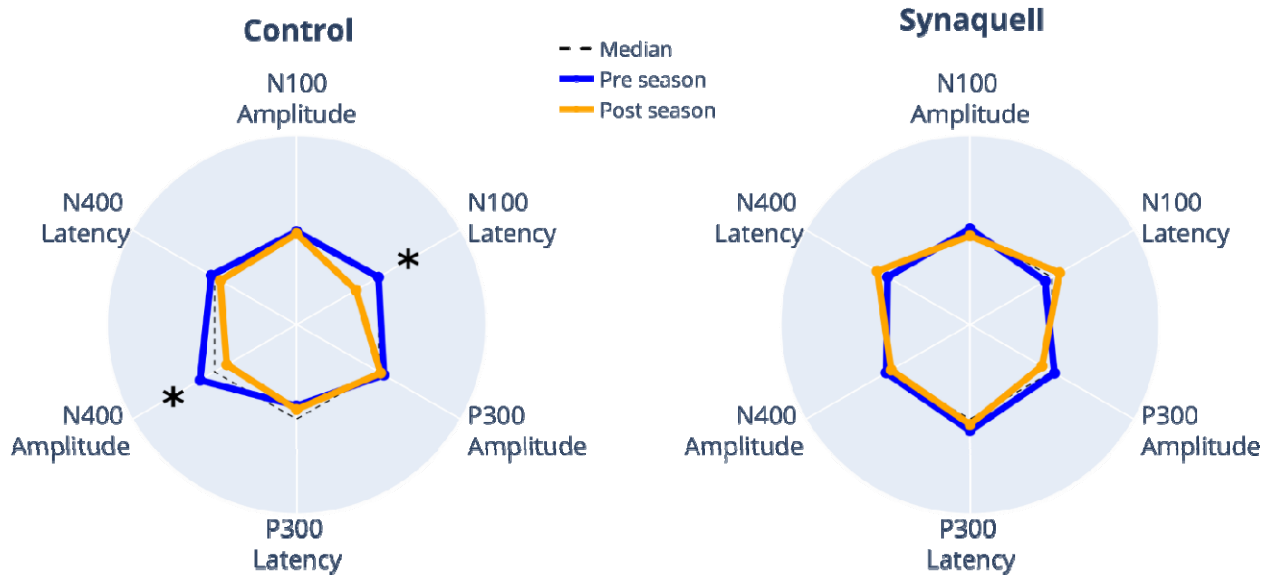 Control
Median
Pre season
Post season
Synaquell
N100
Amplitude
N100
Latency
P300
Amplitude
P300
Latency
N400
Amplitude
N400
Latency
*
*
N100
Amplitude
N100
Latency
P300
Amplitude
P300
Latency
N400
Amplitude
N400
Latency